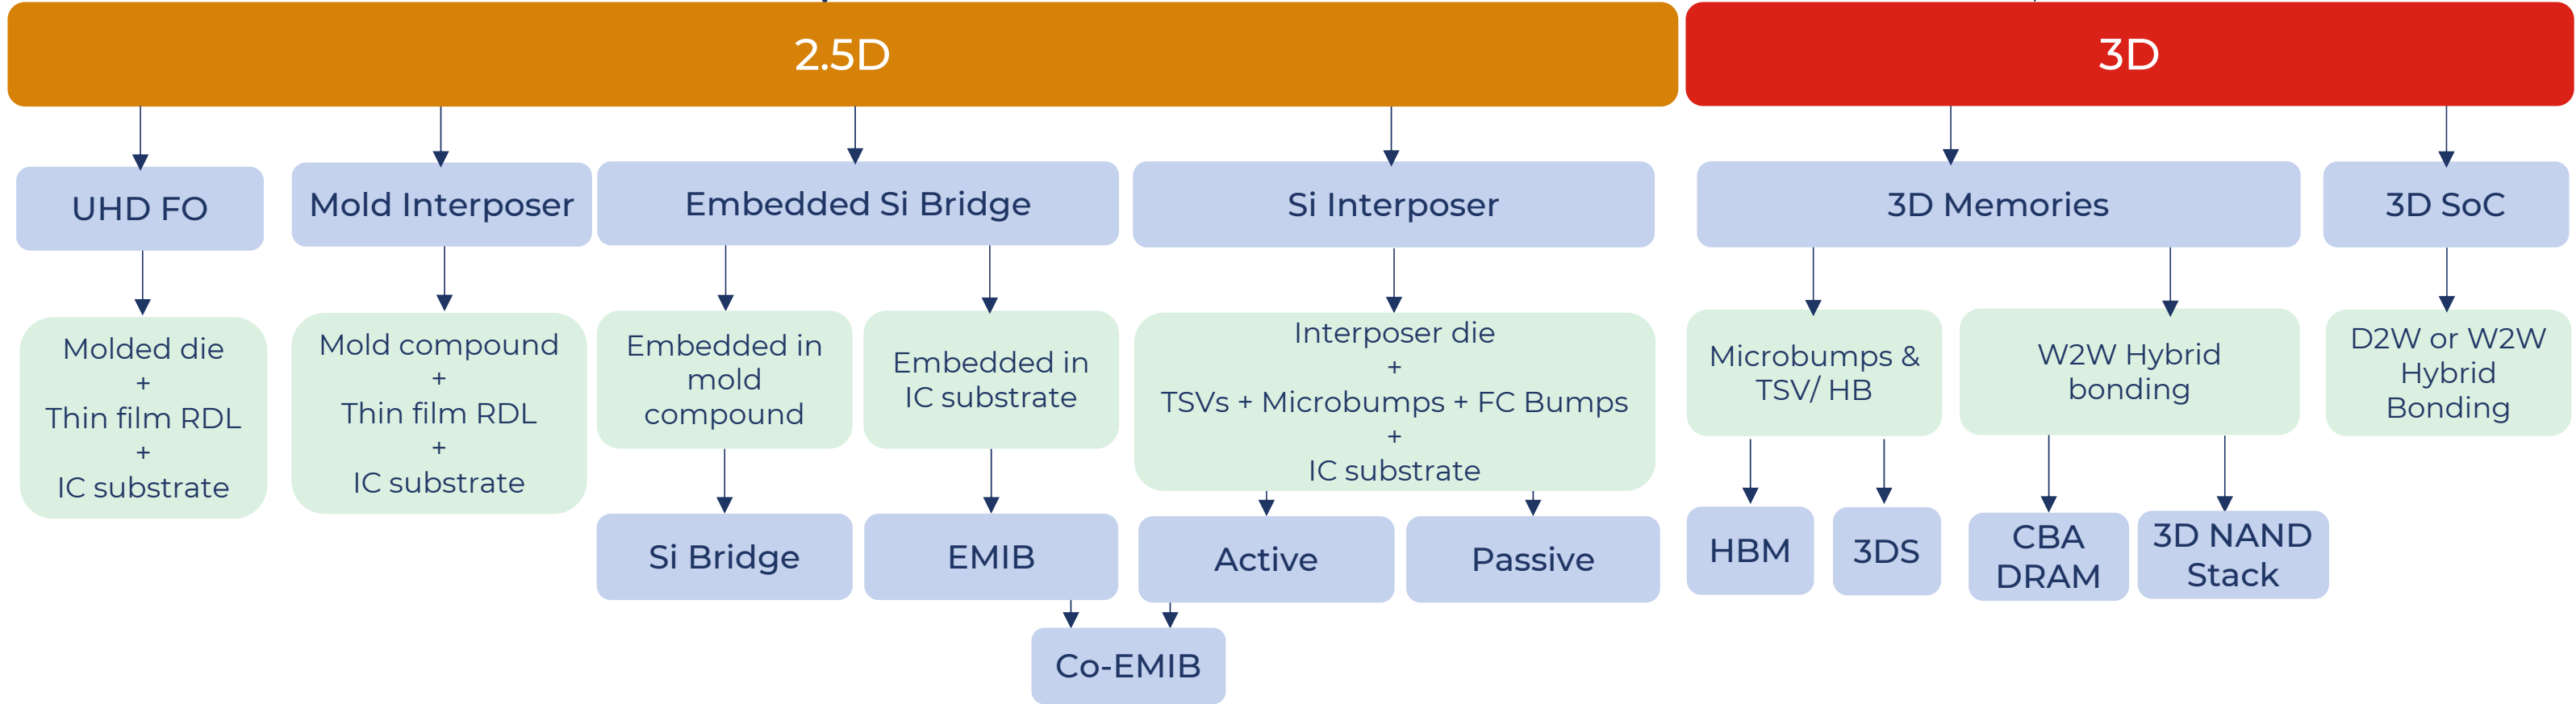 2.5D
3D
UHD FO
Mold Interposer
Embedded Si Bridge
Si Interposer
3D Memories
3D SoC
Molded die
+
Thin film RDL
+
IC substrate
Mold compound
+
Thin film RDL
+
IC substrate
Embedded in
mold
compound
Embedded in
IC substrate
Interposer die
+
TSVs + Microbumps + FC Bumps
+
IC substrate
Microbumps &
TSV/ HB
W2W Hybrid
bonding
D2W or W2W
Hybrid
Bonding
Si Bridge
EMIB
Active
Passive
HBM
3DS
CBA
DRAM
3D NAND
Stack
Co-EMIB